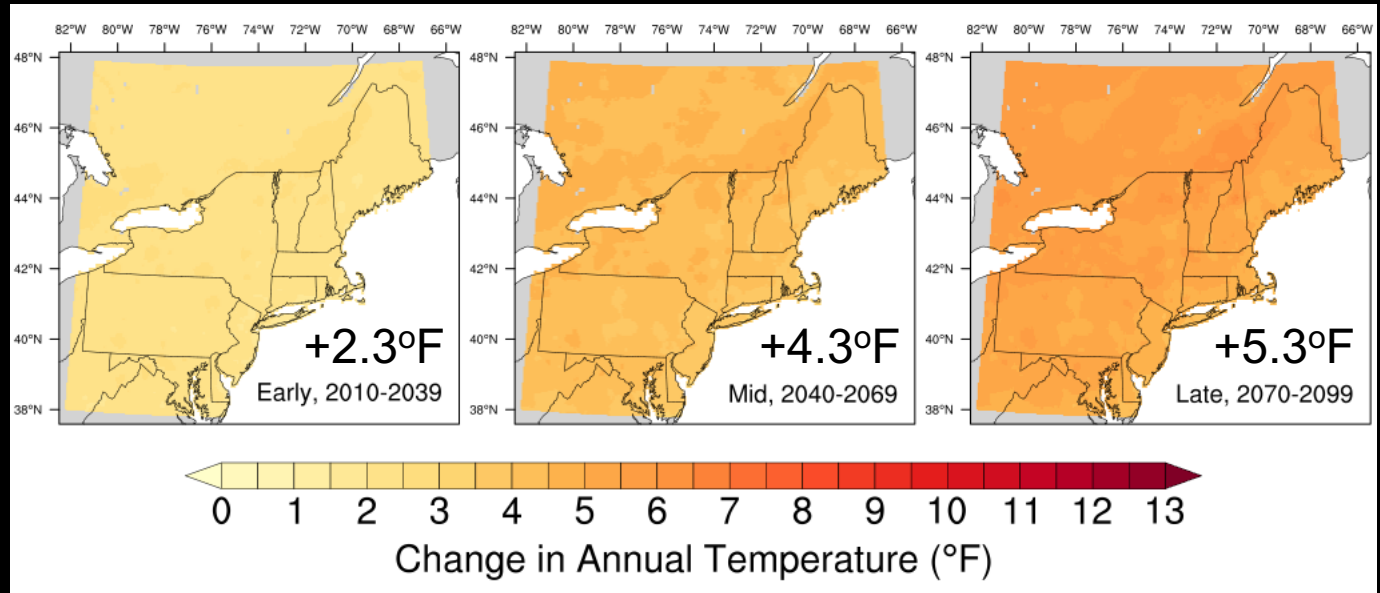 82°W 80°W 78°W 76°W 74°W 72°W 70°W 68°W 66°W
82°W 80°W 78°W 76°W 74°W 72°W 70°W 68°W 66°W
82°W 80°W 78°W 76°W 74°W 72°W 70°W 68°W 66°W
48°N 48°N 48°N
46°N 46°N 46°N
44°N 44°N 44°N
42°N 42°N 42°N
40°N 40°N 40°N
38°N 38°N 38°N
+2.3ºF
Early, 2010-2039
+4.3ºF
Mid, 2040-2069
+5.3ºF
Late, 2070-2099
0 1 2 3 4 5 6 7 8 9 10 11 12 13
Change in Annual Temperature (°F)